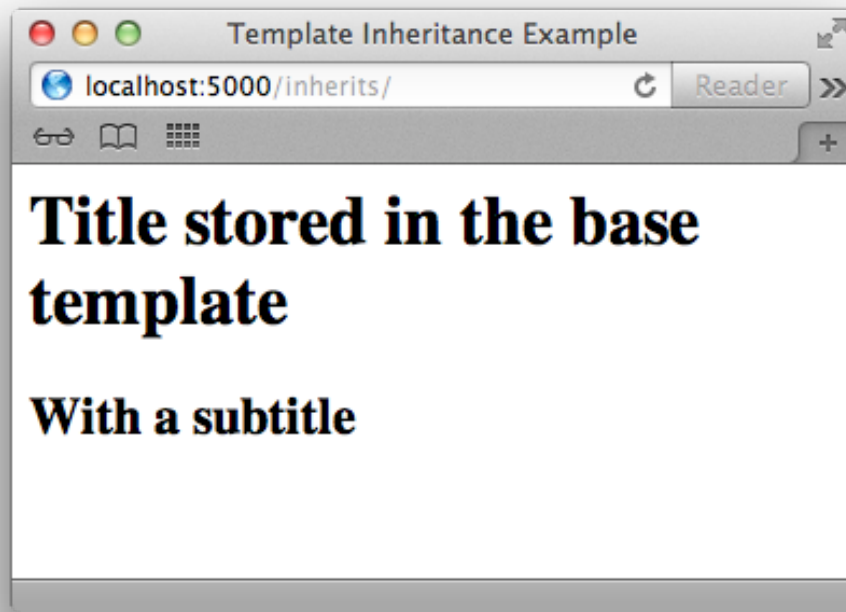 Template Inheritance Example
localhost:5000/inherits/
Reader
Title stored in the base
template
With a subtitle